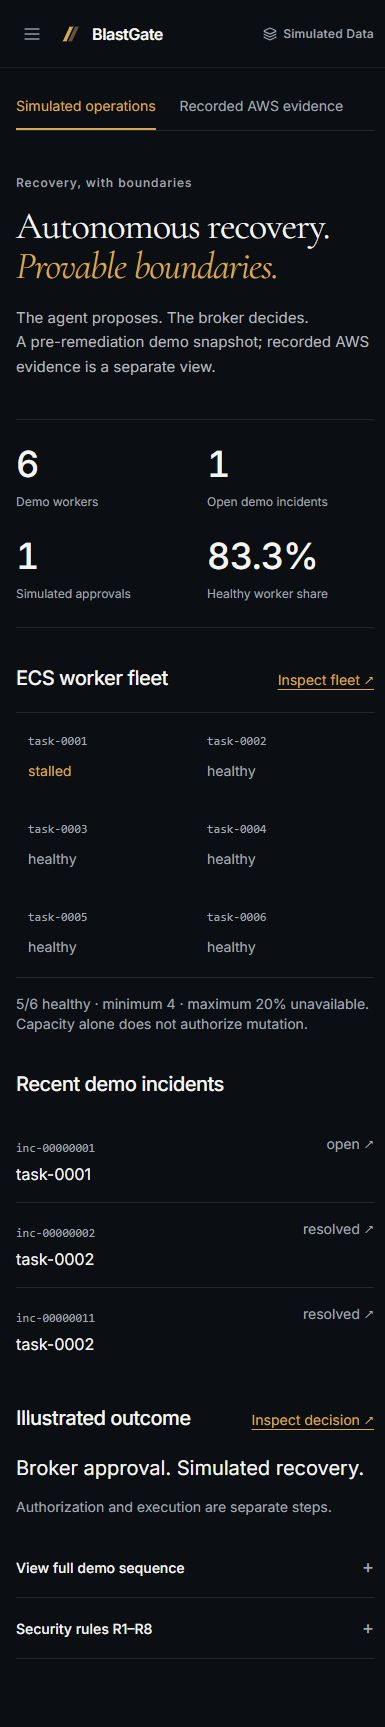 BlastGate
Simulated Data
Simulated operations
Recorded AWS evidence
Recovery, with boundaries
Autonomous recovery.
Provable boundaries.
The agent proposes. The broker decides.
A pre-remediation demo snapshot; recorded AWS
evidence is a separate view.
6
Demo workers
1
Open demo incidents
1
Simulated approvals
83.3%
Healthy worker share
ECS worker fleet
Inspect fleet ↗
task-0001
stalled
task-0002
healthy
task-0003
healthy
task-0004
healthy
task-0005
healthy
task-0006
healthy
5/6 healthy · minimum 4 · maximum 20% unavailable.
Capacity alone does not authorize mutation.
Recent demo incidents
inc-00000001
open ↗
task-0001
inc-00000002
resolved ↗
task-0002
inc-00000011
resolved ↗
task-0002
Illustrated outcome
Inspect decision ↗
Broker approval. Simulated recovery.
Authorization and execution are separate steps.
View full demo sequence +
Security rules R1–R8 +